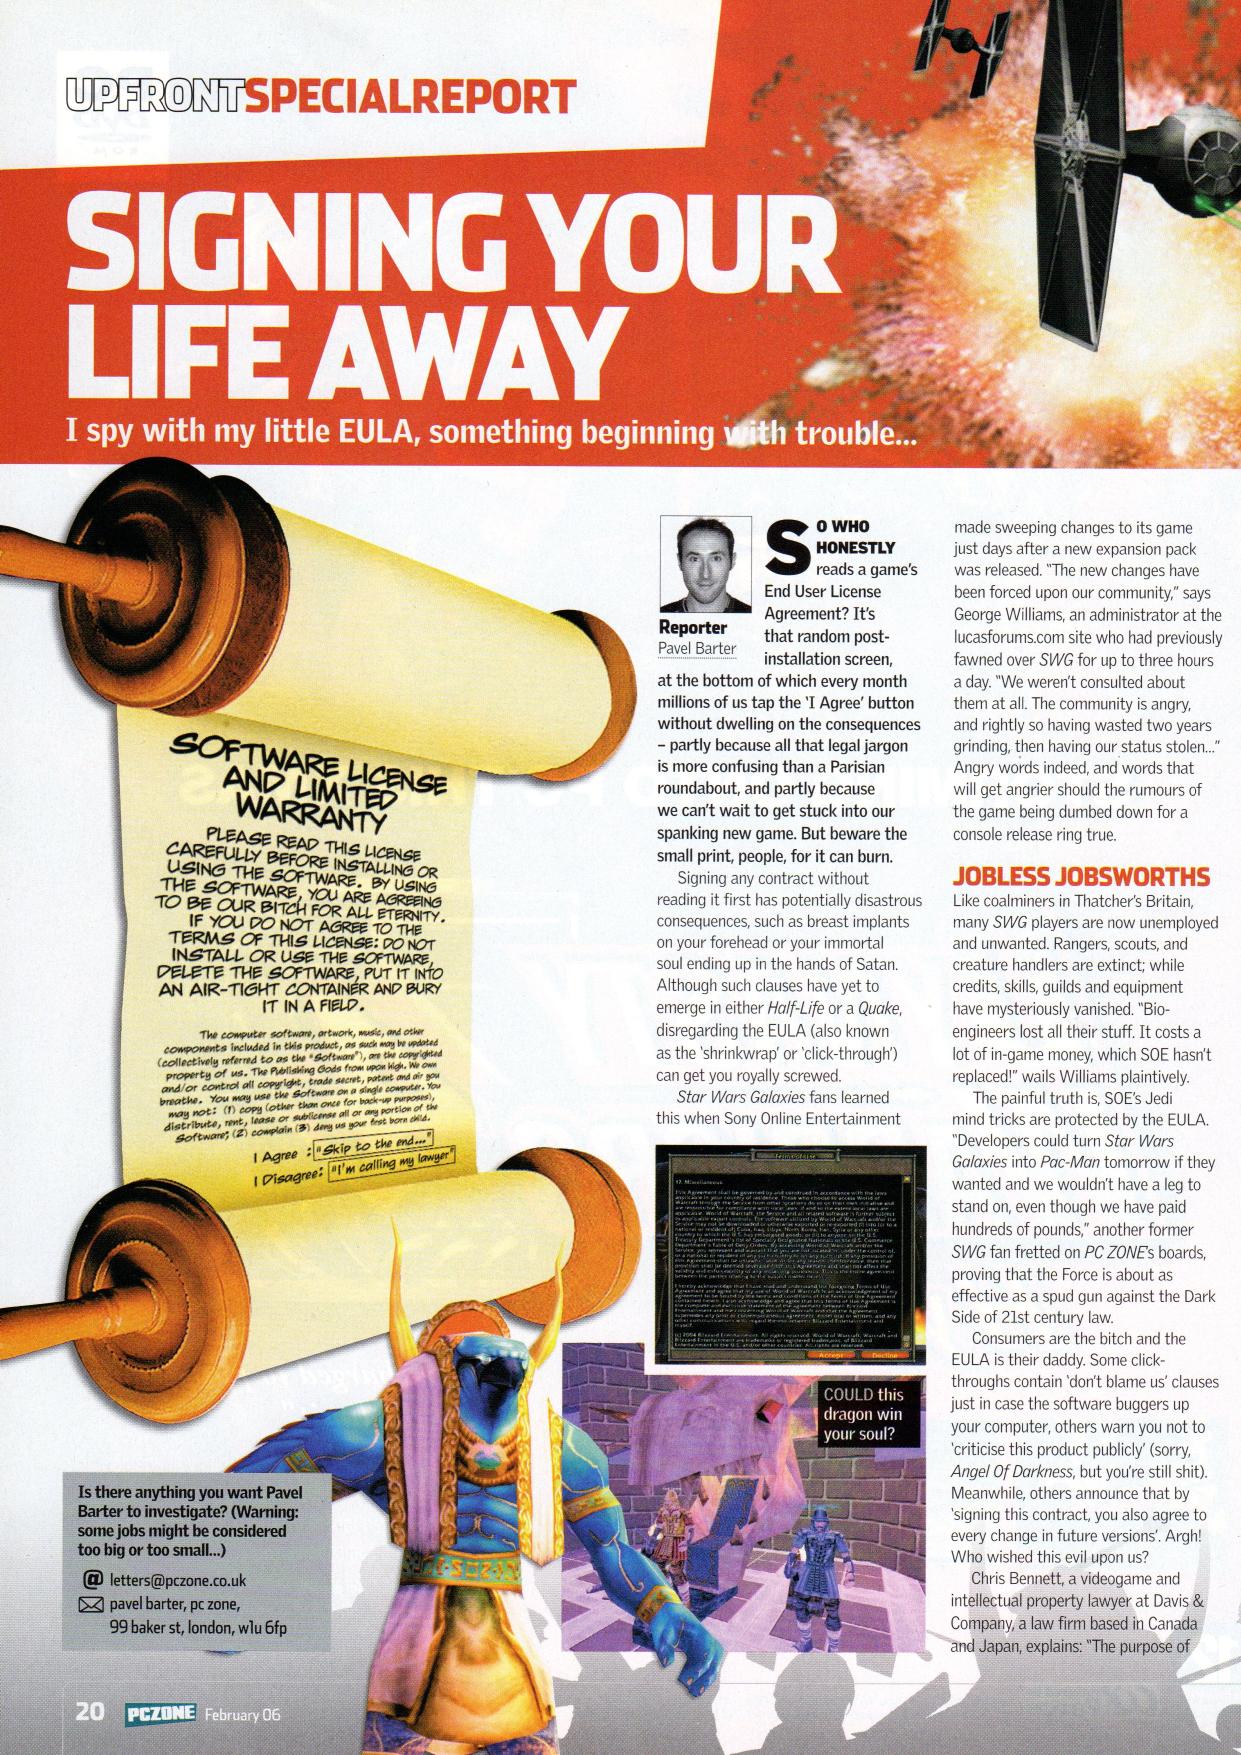 UPFRONTSPECIALREPORT
SIGNING YOUR
LIFE AWAY
I spy with my little EULA, something beginning with trouble...
SOFTWARE LICENSE
AND LIMITED
WARRANTY
PLEASE READ THIS LICENSE
CAREFULLY BEFORE INSTALLING OR
USING THE SOFTWARE. BY USING
THE SOFTWARE, YOU ARE AGREEING
TO BE OUR BITCH FOR ALL ETERNITY.
IF YOU DO NOT AGREE TO THE
TERMS OF THIS LICENSE: DO NOT
INSTALL OR USE THE SOFTWARE,
DELETE THE SOFTWARE, PUT IT INTO
AN AIR-TIGHT CONTAINER AND BURY
IT IN A FIELD.
The computer software, artwork, music, and other
components included in this product, as such may be updated
(collectively referred to as the "Software"), are the copyrighted
property of us. The Publishing Gods from upon high. We own
and/or control all copyright, trade secret, patent and air you
breathe. You may use the Software on a single computer. You
may not: (1) copy (other than once for back-up purposes),
distribute, rent, lease or sublicense all or any portion of the
Software; (2) complain (3) deny us your first born child.
I Agree : "Skip to the end..."
I Disagree: "I'm calling my lawyer"
Reporter
Pavel Barter
SO WHO
HONESTLY
reads a game's
End User License
Agreement? It's
that random post-
installation screen,
at the bottom of which every month
millions of us tap the 'I Agree' button
without dwelling on the consequences
– partly because all that legal jargon
is more confusing than a Parisian
roundabout, and partly because
we can't wait to get stuck into our
spanking new game. But beware the
small print, people, for it can burn.
Signing any contract without
reading it first has potentially disastrous
consequences, such as breast implants
on your forehead or your immortal
soul ending up in the hands of Satan.
Although such clauses have yet to
emerge in either Half-Life or a Quake,
disregarding the EULA (also known
as the 'shrinkwrap' or 'click-through')
can get you royally screwed.
Star Wars Galaxies fans learned
this when Sony Online Entertainment
made sweeping changes to its game
just days after a new expansion pack
was released. "The new changes have
been forced upon our community," says
George Williams, an administrator at the
lucasforums.com site who had previously
fawned over SWG for up to three hours
a day. "We weren't consulted about
them at all. The community is angry,
and rightly so having wasted two years
grinding, then having our status stolen..."
Angry words indeed, and words that
will get angrier should the rumours of
the game being dumbed down for a
console release ring true.
JOBLESS JOBSWORTHS
Like coalminers in Thatcher's Britain,
many SWG players are now unemployed
and unwanted. Rangers, scouts, and
creature handlers are extinct; while
credits, skills, guilds and equipment
have mysteriously vanished. "Bio-
engineers lost all their stuff. It costs a
lot of in-game money, which SOE hasn't
replaced!" wails Williams plaintively.
The painful truth is, SOE's Jedi
mind tricks are protected by the EULA.
"Developers could turn Star Wars
Galaxies into Pac-Man tomorrow if they
wanted and we wouldn't have a leg to
stand on, even though we have paid
hundreds of pounds," another former
SWG fan fretted on PC ZONE's boards,
proving that the Force is about as
effective as a spud gun against the Dark
Side of 21st century law.
Consumers are the bitch and the
EULA is their daddy. Some click-
throughs contain 'don't blame us' clauses
just in case the software buggers up
your computer, others warn you not to
'criticise this product publicly' (sorry,
Angel Of Darkness, but you're still shit).
Meanwhile, others announce that by
'signing this contract, you also agree to
every change in future versions'. Argh!
Who wished this evil upon us?
Chris Bennett, a videogame and
intellectual property lawyer at Davis &
Company, a law firm based in Canada
and Japan, explains: "The purpose of
Terms of Use
17. Miscellaneous
Accept
Decline
COULD this
dragon win
your soul?
Is there anything you want Pavel
Barter to investigate? (Warning:
some jobs might be considered
too big or too small...)
@ letters@pczone.co.uk
pavel barter, pc zone,
99 baker st, london, w1u 6fp
20 PCZONE February 06